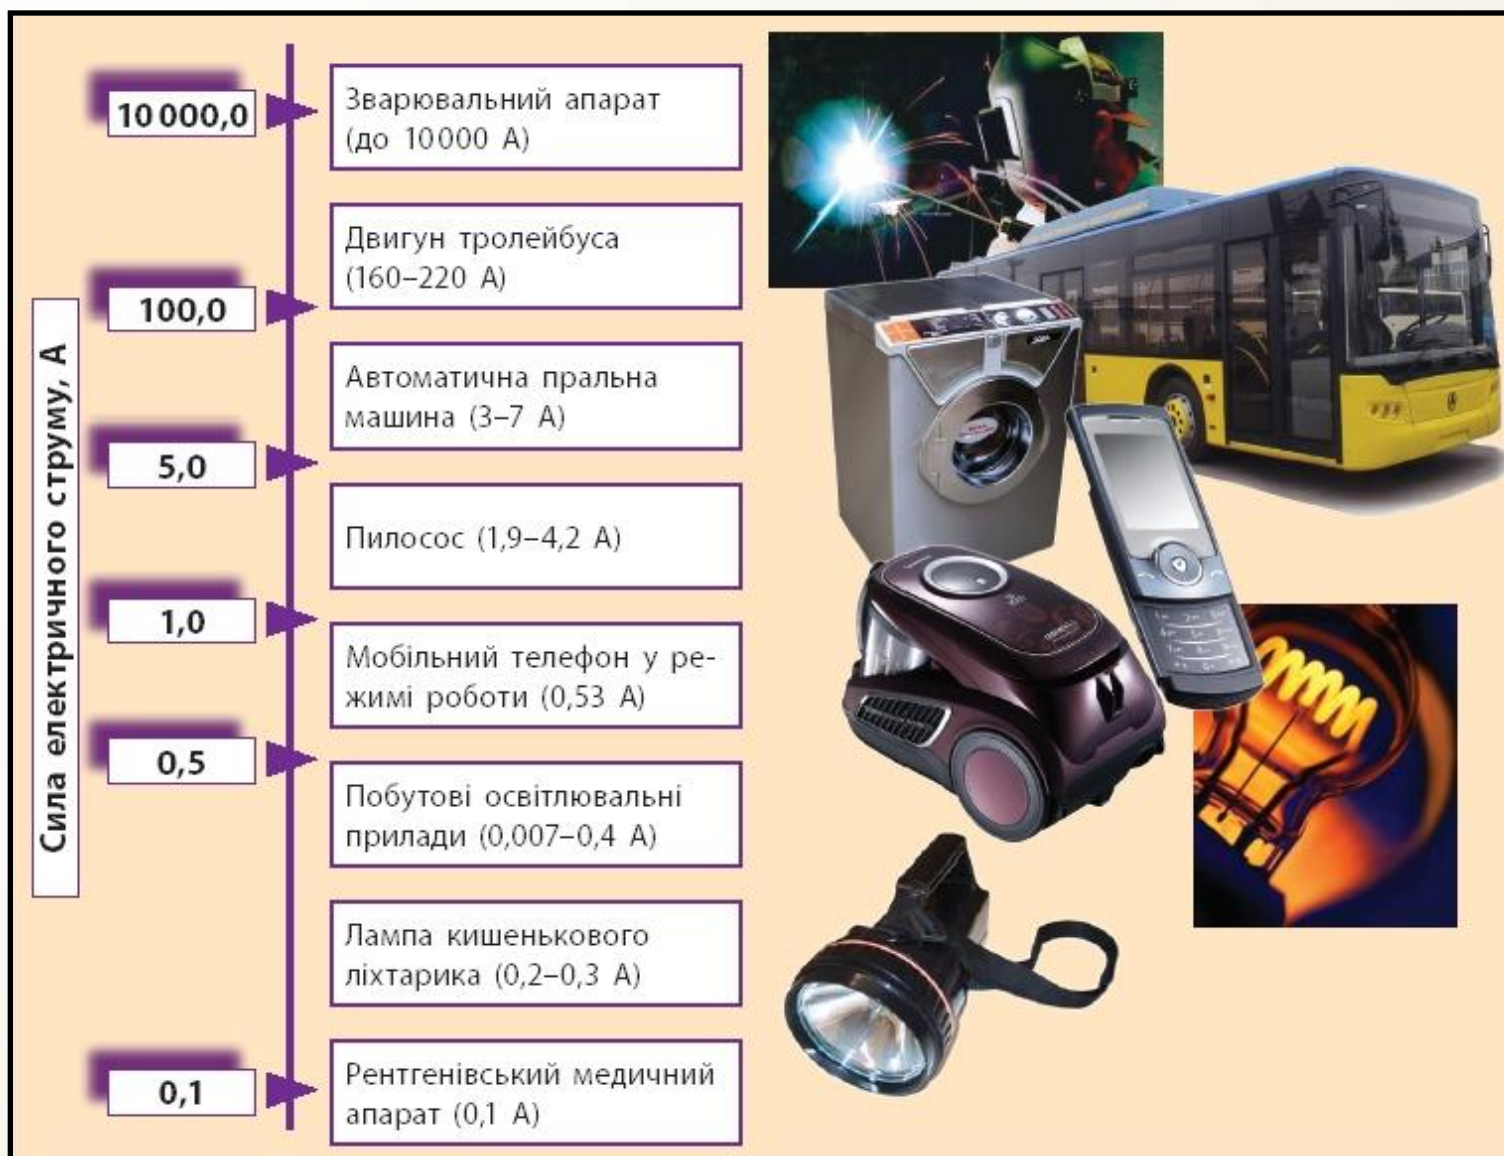 10 000,0
Зварювальний апарат
(до 10 000 А)
Двигун тролейбуса
(160–220 А)
100,0
Автоматична пральна
машина (3–7 А)
5,0
Пилосос (1,9–4,2 А)
1,0
Мобільний телефон у ре-
жимі роботи (0,53 А)
0,5
Побутові освітлювальні
прилади (0,007–0,4 А)
Лампа кишенькового
ліхтарика (0,2–0,3 А)
0,1
Рентгенівський медичний
апарат (0,1 А)
Сила електричного струму, А